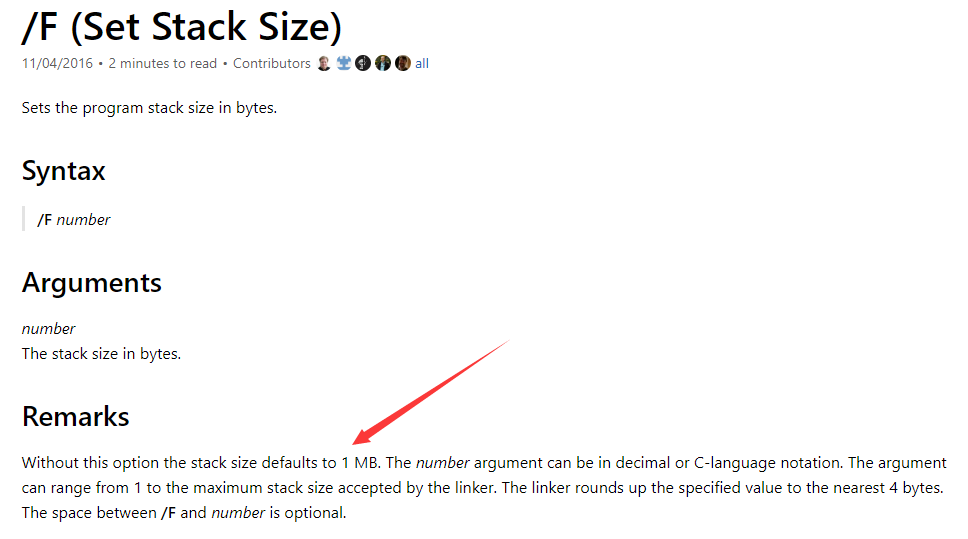 /F (Set Stack Size)
11/04/2016 • 2 minutes to read • Contributors all
Sets the program stack size in bytes.
Syntax
/F number
Arguments
number
The stack size in bytes.
Remarks
Without this option the stack size defaults to 1 MB. The number argument can be in decimal or C-language notation. The argument
can range from 1 to the maximum stack size accepted by the linker. The linker rounds up the specified value to the nearest 4 bytes.
The space between /F and number is optional.